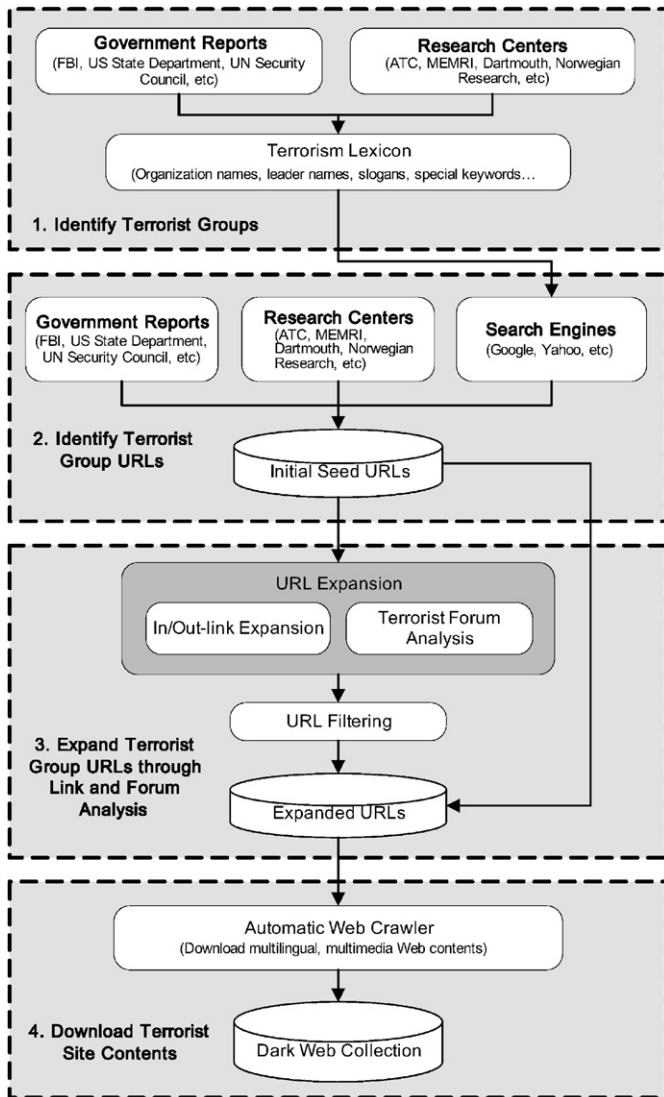 Government Reports
(FBI, US State Department, UN Security
Council, etc)
Research Centers
(ATC, MEMRI, Dartmouth, Norwegian
Research, etc)
Terrorism Lexicon
(Organization names, leader names, slogans, special keywords…
1. Identify Terrorist Groups
Government Reports
(FBI, US State Department,
UN Security Council, etc)
Research Centers
(ATC, MEMRI,
Dartmouth, Norwegian
Research, etc)
Search Engines
(Google, Yahoo, etc)
2. Identify Terrorist
Group URLs
Initial Seed URLs
URL Expansion
In/Out-link Expansion
Terrorist Forum
Analysis
URL Filtering
3. Expand Terrorist
Group URLs through
Link and Forum
Analysis
Expanded URLs
Automatic Web Crawler
(Download multilingual, multimedia Web contents)
4. Download Terrorist
Site Contents
Dark Web Collection